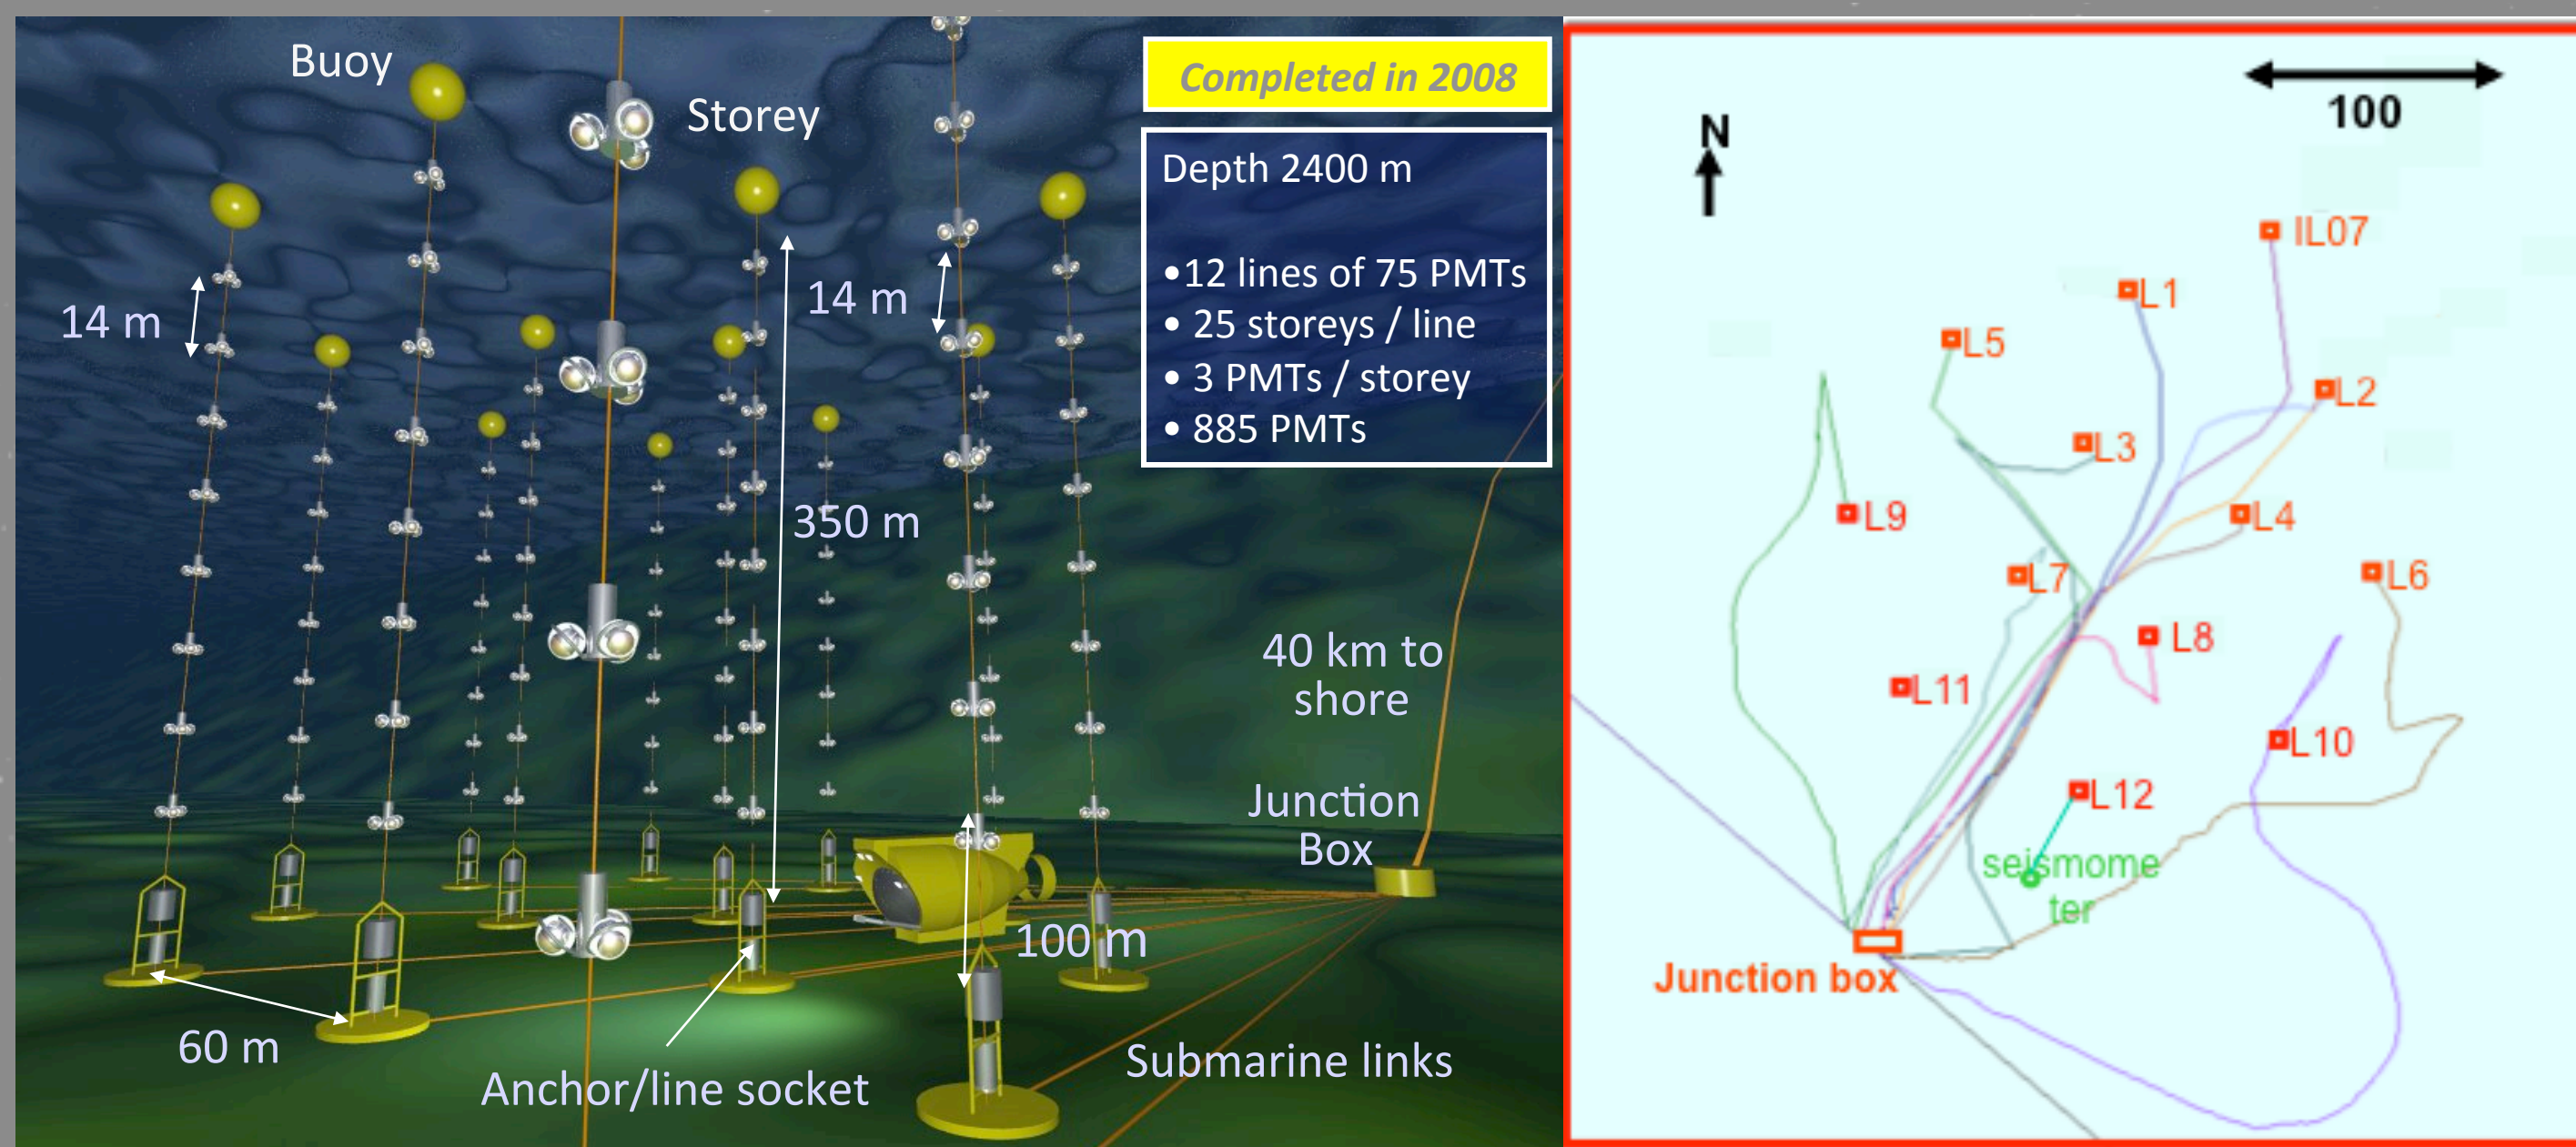 Buoy
Storey
Completed in 2008
Depth 2400 m
•12 lines of 75 PMTs
• 25 storeys / line
• 3 PMTs / storey
• 885 PMTs
14 m
14 m
350 m
40 km to
shore
Junction
Box
100 m
60 m
Anchor/line socket
Submarine links
100
N
IL07
L1
L5
L2
L3
L9
L4
L7
L6
L8
L11
L10
L12
seismome
ter
Junction box